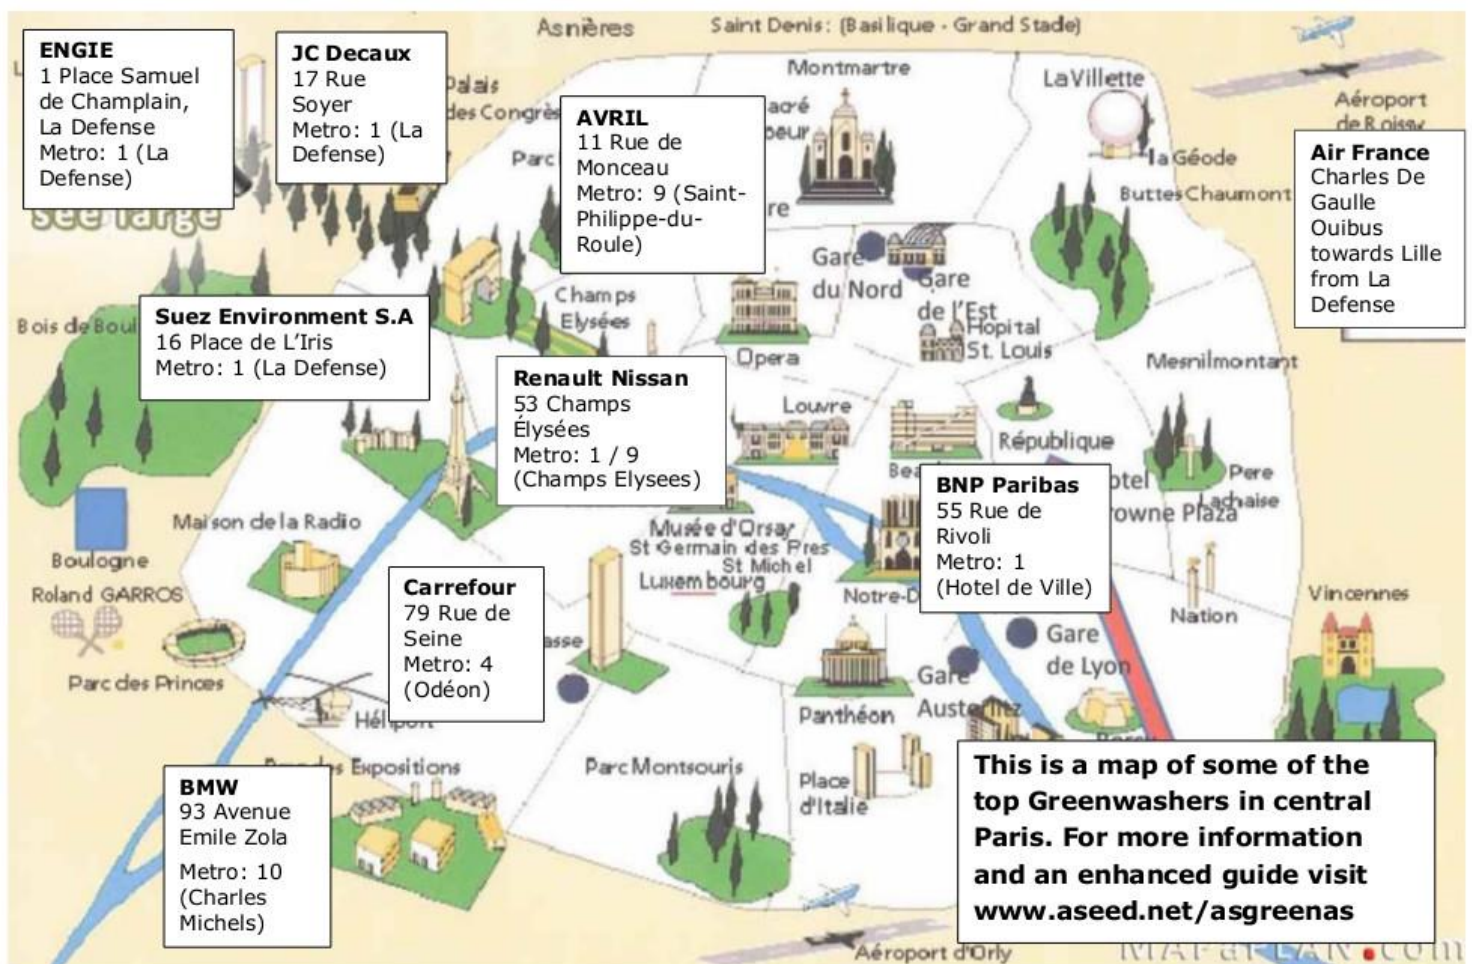 Asnières
Saint Denis: (Basilique - Grand Stade)
ENGIE
1 Place Samuel
de Champlain,
La Defense
Metro: 1 (La
Defense)
JC Decaux
17 Rue
Soyer
Metro: 1 (La
Defense)
Palais
des Congrès
Montmartre
La Villette
Aéroport
de Roissy
AVRIL
11 Rue de
Monceau
Metro: 9 (Saint-
Philippe-du-
Roule)
Parc
la Géode
Buttes Chaumont
Air France
Charles De
Gaulle
Ouibus
towards Lille
from La
Defense
see large
Gare
du Nord
Gare
de l'Est
Champs
Elysées
Hopital
St. Louis
Opera
Mesnilmontant
Suez Environment S.A
16 Place de L'Iris
Metro: 1 (La Defense)
Renault Nissan
53 Champs
Élysées
Metro: 1 / 9
(Champs Elysees)
Louvre
République
Pere
Lachaise
BNP Paribas
55 Rue de
Rivoli
Metro: 1
(Hotel de Ville)
Maison de la Radio
Musée d'Orsay
St Germain des Pres
St Michel
Luxembourg
Boulogne
Roland GARROS
Carrefour
79 Rue de
Seine
Metro: 4
(Odéon)
Nation
Vincennes
Gare
de Lyon
Parc des Princes
Héliport
Panthéon
Gare
Austerlitz
BMW
93 Avenue
Emile Zola
Metro: 10
(Charles
Michels)
des Expositions
Parc Montsouris
Place
d'Italie
This is a map of some of the
top Greenwashers in central
Paris. For more information
and an enhanced guide visit
www.aseed.net/asgreenas
Aéroport d'Orly